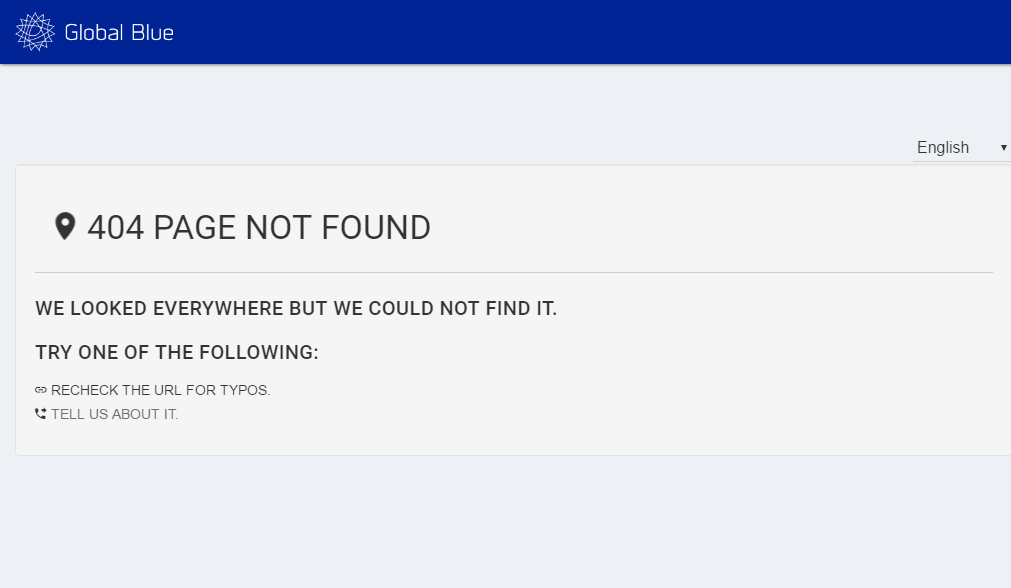 Global Blue
English
404 PAGE NOT FOUND
WE LOOKED EVERYWHERE BUT WE COULD NOT FIND IT.
TRY ONE OF THE FOLLOWING:
RECHECK THE URL FOR TYPOS.
TELL US ABOUT IT.